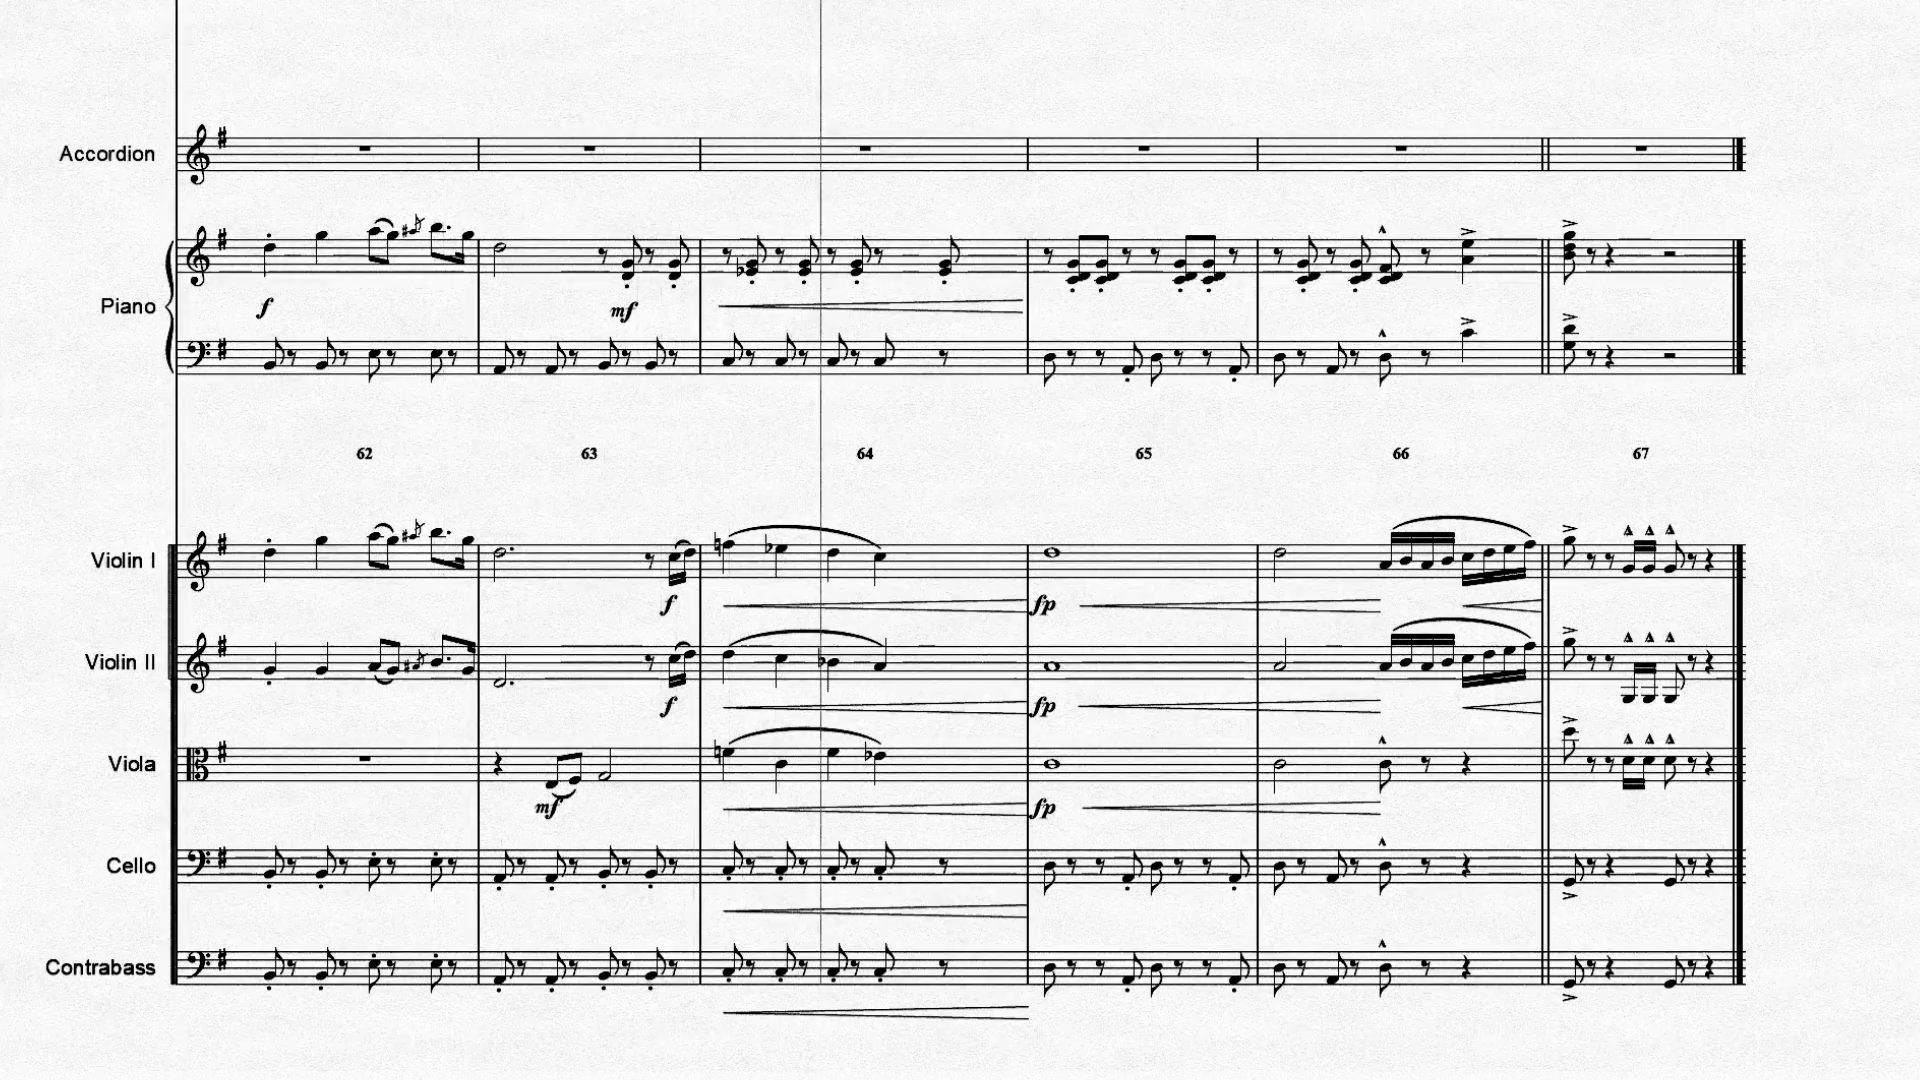 Accordion
f
Piano
mf
62 63 64 65 66 67
Violin I
f fp
Violin II
f fp
Viola
mf fp
Cello
Contrabass